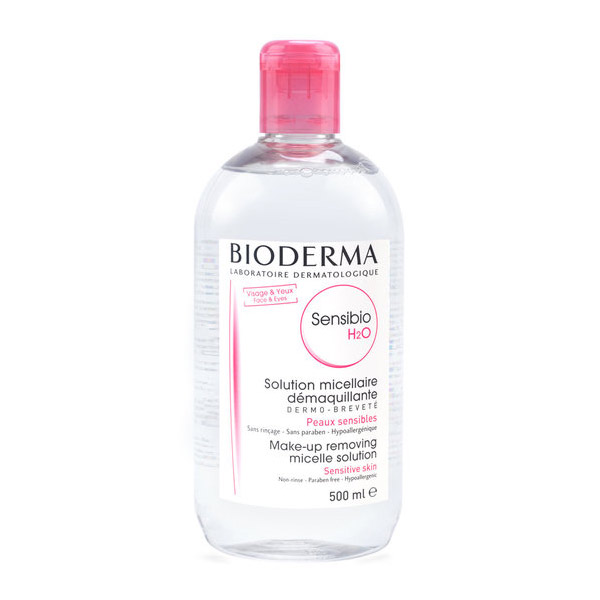 BIODERMA
LABORATOIRE DERMATOLOGIQUE
Visage & Yeux
Face & Eyes
Sensibio
H2O
Solution micellaire
démaquillante
DERMO-BREVETÉ
Peaux sensibles
Sans rinçage - Sans paraben - Hypoallergénique
Make-up removing
micelle solution
Sensitive skin
Non-rinse - Paraben free - Hypoallergenic
500 ml e